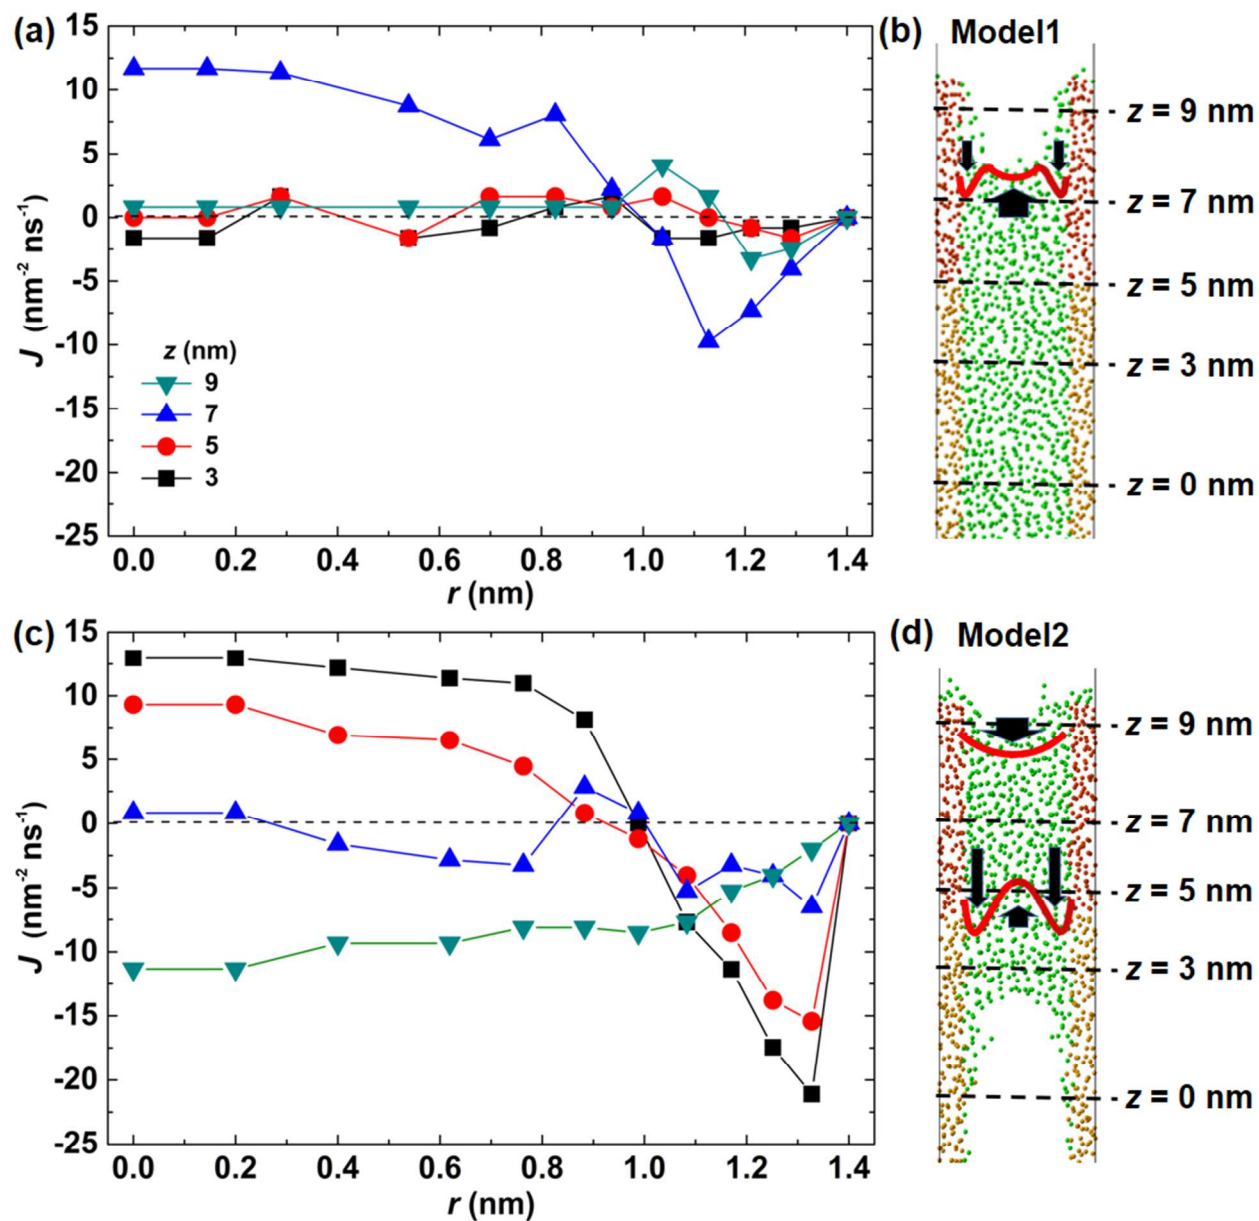 (a)
15
10
5
0
-5
-10
-15
-20
-25
J (nm⁻² ns⁻¹)
z (nm)
9
7
5
3
0.0 0.2 0.4 0.6 0.8 1.0 1.2 1.4
r (nm)
(b) Model1
z = 9 nm
z = 7 nm
z = 5 nm
z = 3 nm
z = 0 nm
(c)
15
10
5
0
-5
-10
-15
-20
-25
J (nm⁻² ns⁻¹)
0.0 0.2 0.4 0.6 0.8 1.0 1.2 1.4
r (nm)
(d) Model2
z = 9 nm
z = 7 nm
z = 5 nm
z = 3 nm
z = 0 nm